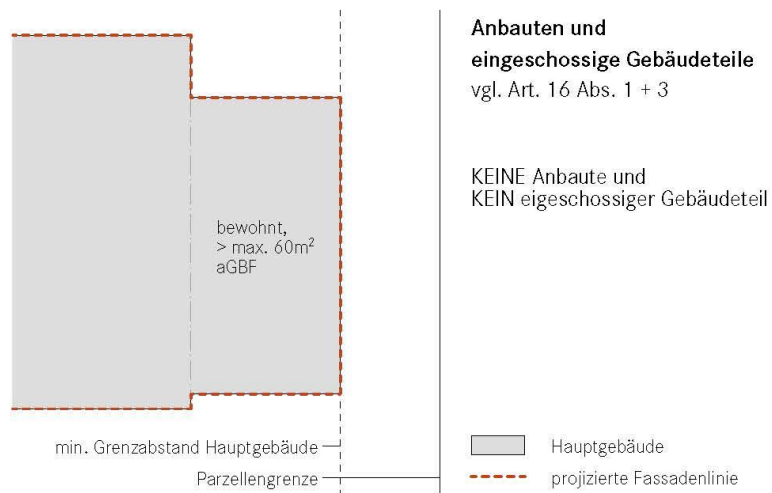 Anbauten und
eingeschossige Gebäudeteile
vgl. Art. 16 Abs. 1 + 3
KEINE Anbaute und
KEIN eigeschossiger Gebäudeteil
bewohnt,
> max. 60m²
aGBF
min. Grenzabstand Hauptgebäude
Parzellengrenze
Hauptgebäude
projizierte Fassadenlinie